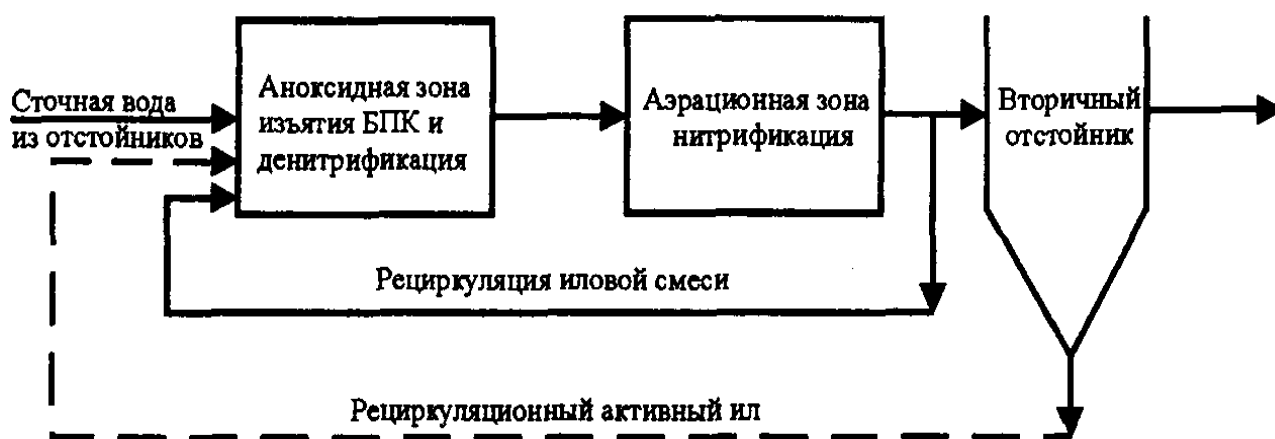 Сточная вода
из отстойников
Аноксидная зона
изъятия БПК и
денитрификация
Аэрационная зона
нитрификация
Вторичный
отстойник
Рециркуляция иловой смеси
Рециркуляционный активный ил